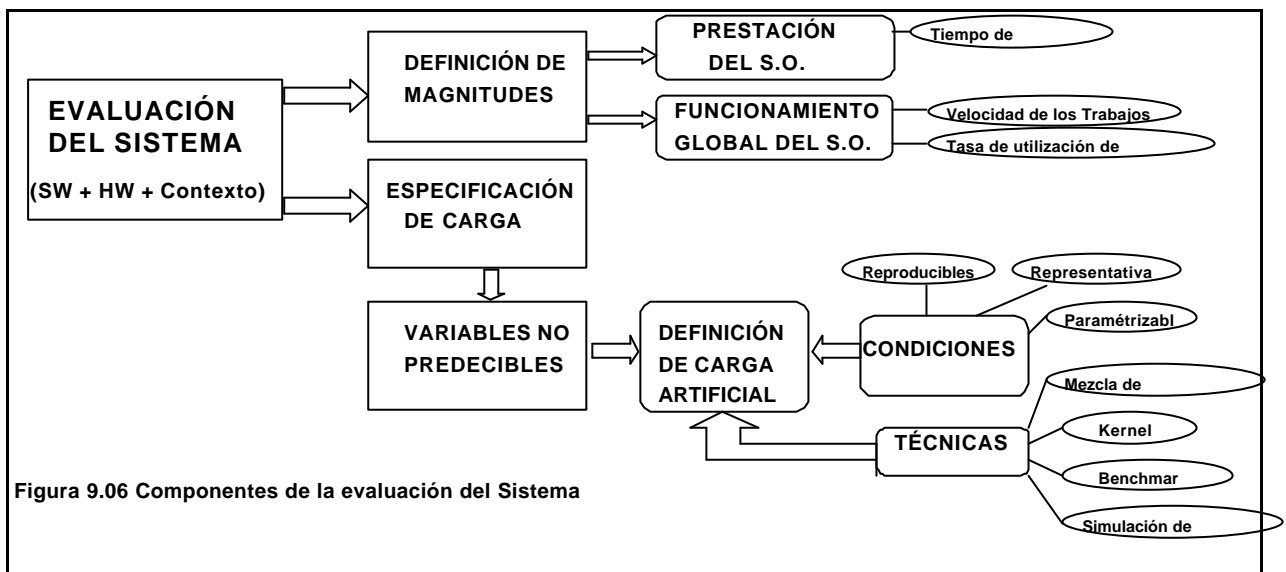 EVALUACIÓN
DEL SISTEMA
(SW + HW + Contexto)
DEFINICIÓN DE
MAGNITUDES
PRESTACIÓN
DEL S.O.
Tiempo de
FUNCIONAMIENTO
GLOBAL DEL S.O.
Velocidad de los Trabajos
Tasa de utilización de
ESPECIFICACIÓN
DE CARGA
VARIABLES NO
PREDECIBLES
DEFINICIÓN
DE CARGA
ARTIFICIAL
CONDICIONES
Reproducibles
Representativa
Paramétrizabl
TÉCNICAS
Mezcla de
Kernel
Benchmar
Simulación de
Figura 9.06 Componentes de la evaluación del Sistema